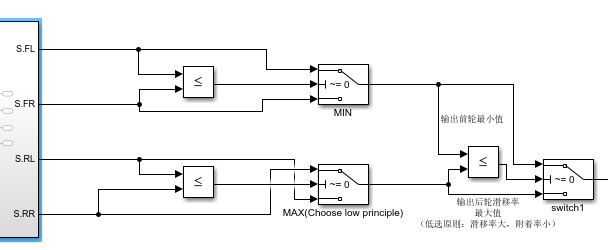 S.FL
≤
~= 0
MIN
S.FR
输出前轮最小值
≤
~= 0
switch1
S.RL
≤
~= 0
MAX(Choose low principle)
S.RR
输出后轮滑移率
最大值
（低选原则：滑移率大，附着率小）